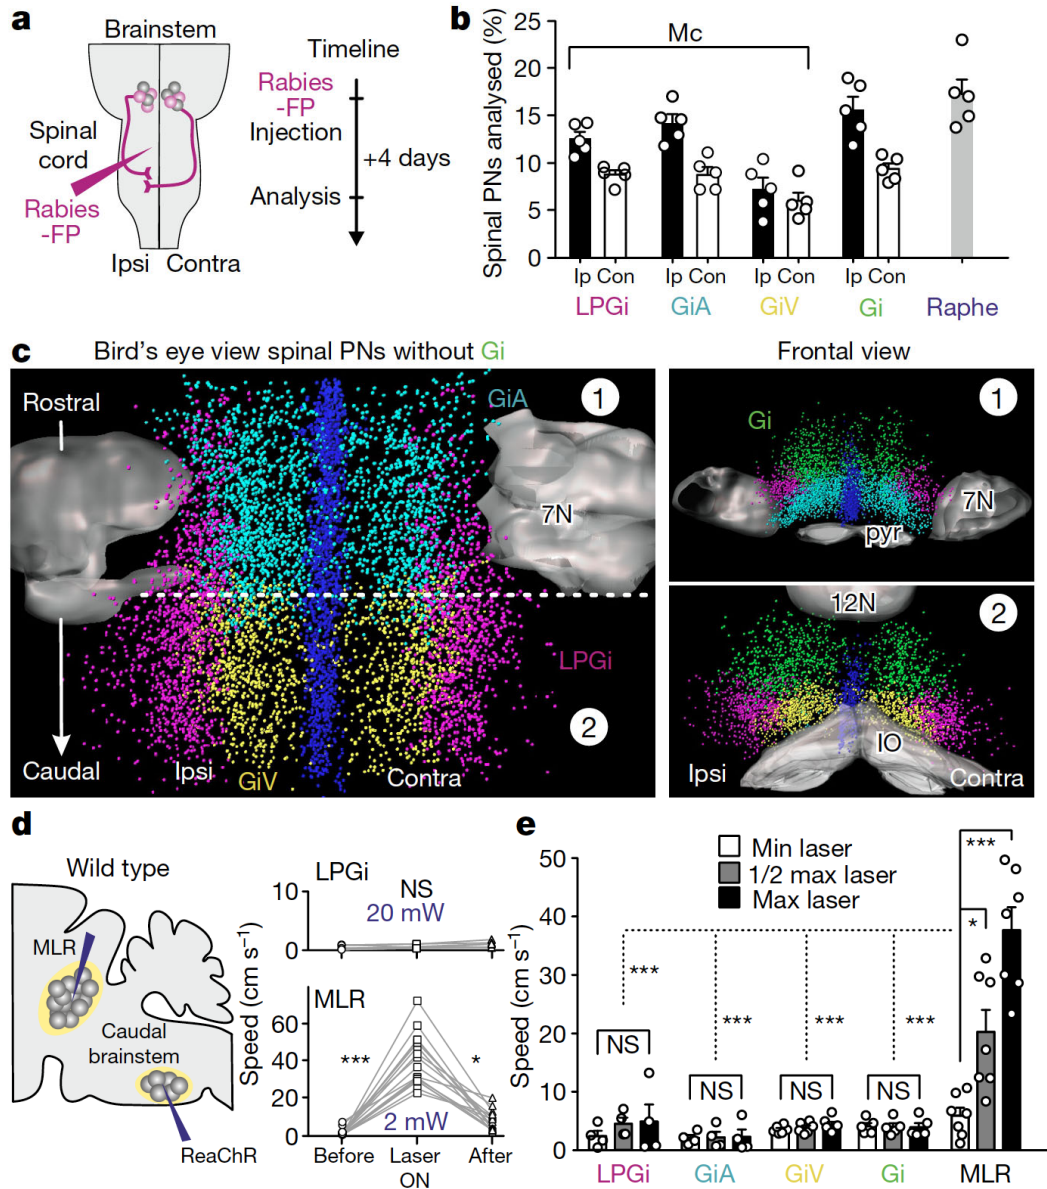 a
Brainstem
Timeline
Rabies
-FP
Injection
Spinal
cord
+4 days
Analysis
Rabies
-FP
Ipsi Contra
b
Spinal PNs analysed (%)
25
20
15
10
5
0
Mc
Ip Con Ip Con Ip Con Ip Con
LPGi GiA GiV Gi Raphe
c
Bird's eye view spinal PNs without Gi
Rostral
GiA
1
7N
LPGi
2
Caudal
Ipsi
GiV
Contra
Frontal view
1
Gi
7N
pyr
12N
2
IO
Ipsi
Contra
d
Wild type
MLR
Caudal
brainstem
ReaChR
Speed (cm s⁻¹)
LPGi
10
0
NS
20 mW
MLR
60
40
20
0
***
*
2 mW
Before Laser ON After
e
Speed (cm s⁻¹)
50
40
30
20
10
0
Min laser
1/2 max laser
Max laser
***
*
***
***
***
***
NS
NS
NS
NS
LPGi GiA GiV Gi MLR